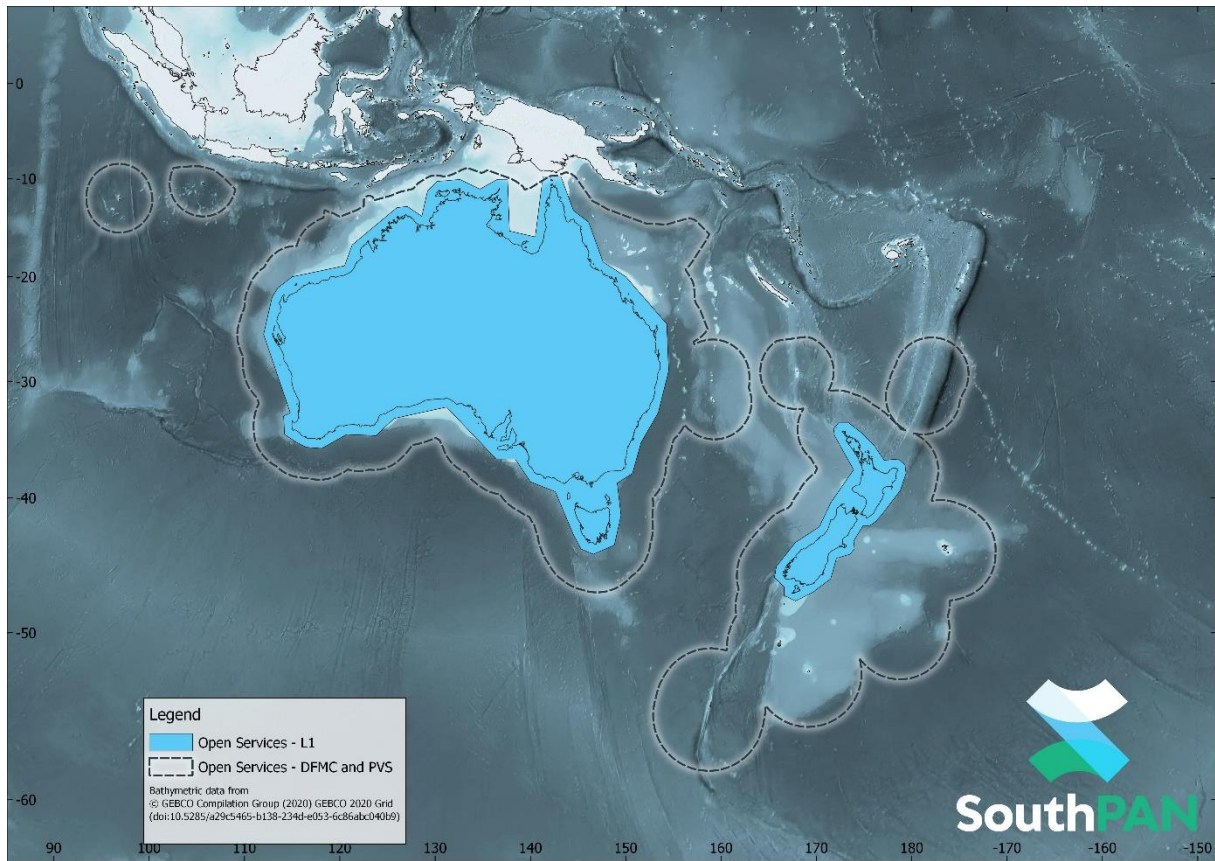 0
-10
-20
-30
-40
-50
-60
Legend
Open Services - L1
Open Services - DFMC and PVS
Bathymetric data from
© GEBCO Compilation Group (2020) GEBCO 2020 Grid
(doi:10.5285/a29c5465-b138-234d-e053-6c86abc040b9)
SouthPAN
90 100 110 120 130 140 150 160 170 180 -170 -160 -150